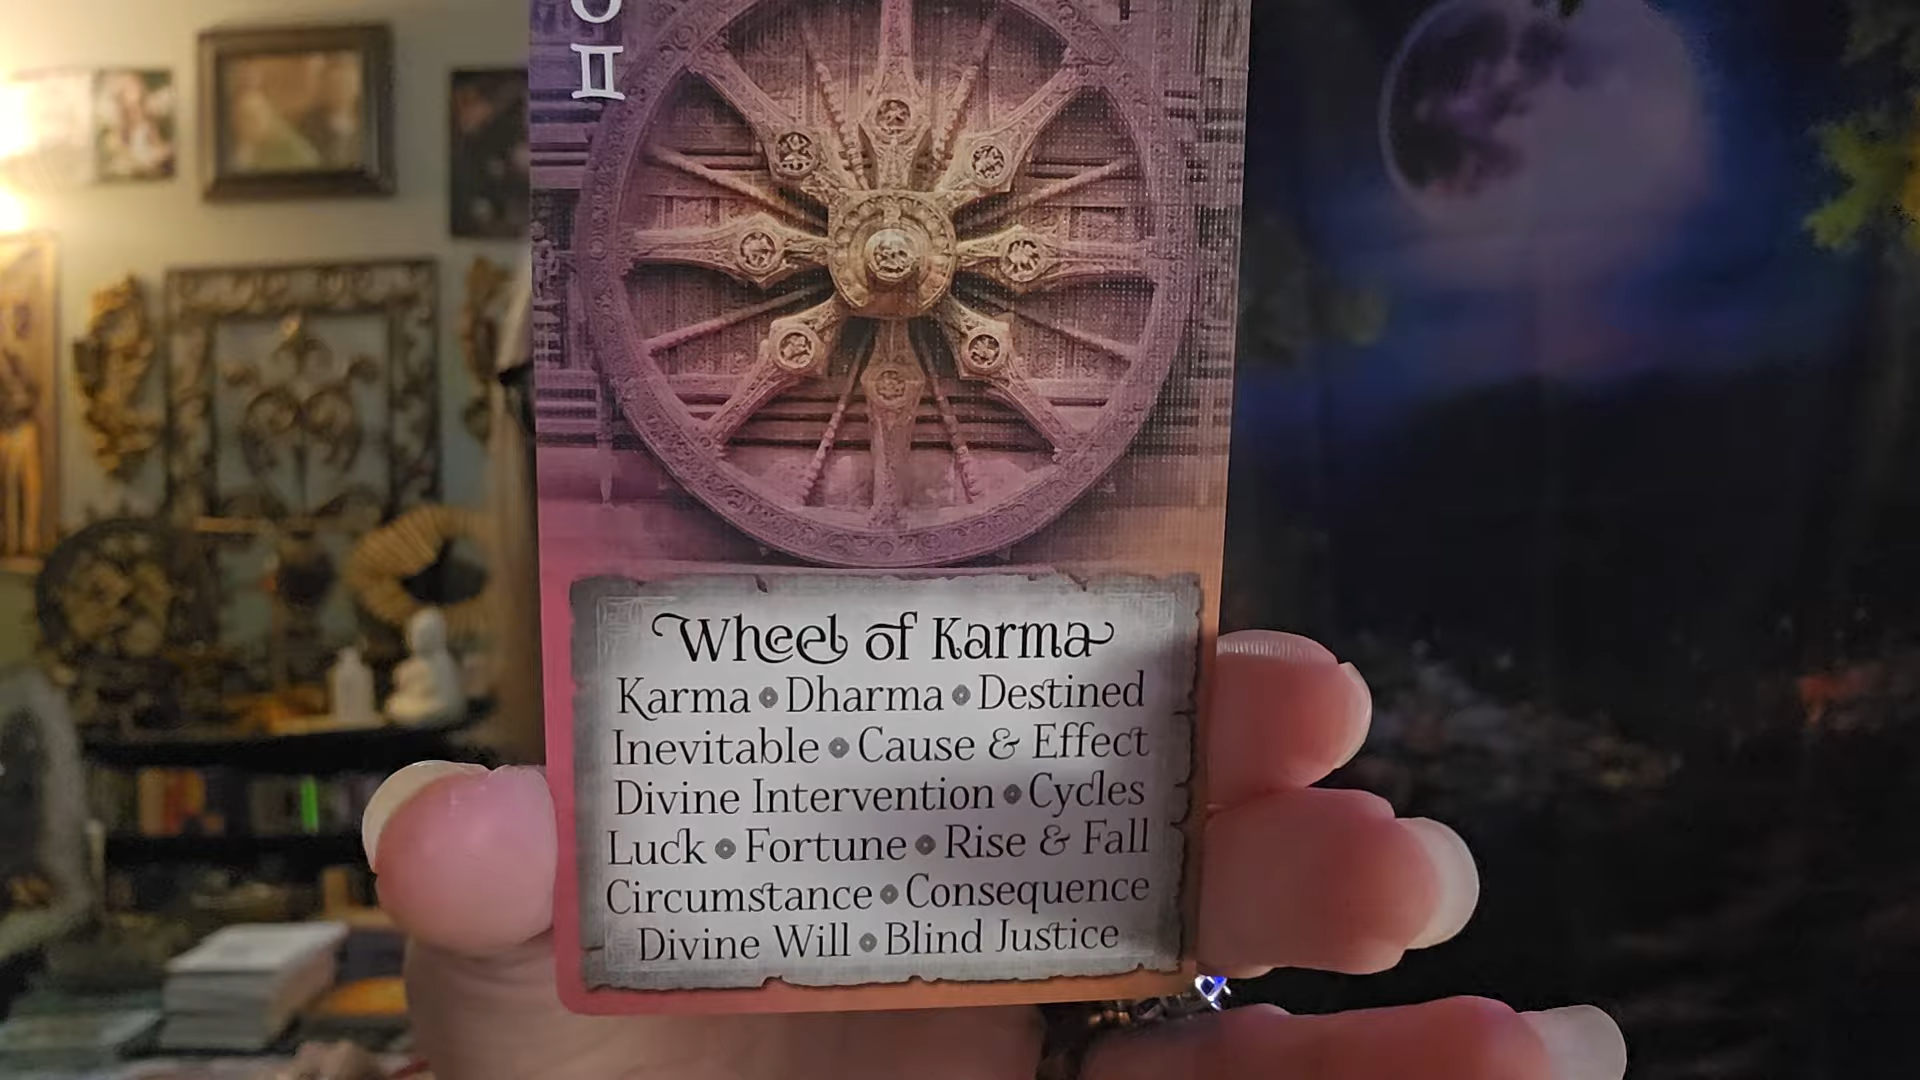 ♊
Wheel of Karma
Karma • Dharma • Destined
Inevitable • Cause & Effect
Divine Intervention • Cycles
Luck • Fortune • Rise & Fall
Circumstance • Consequence
Divine Will • Blind Justice